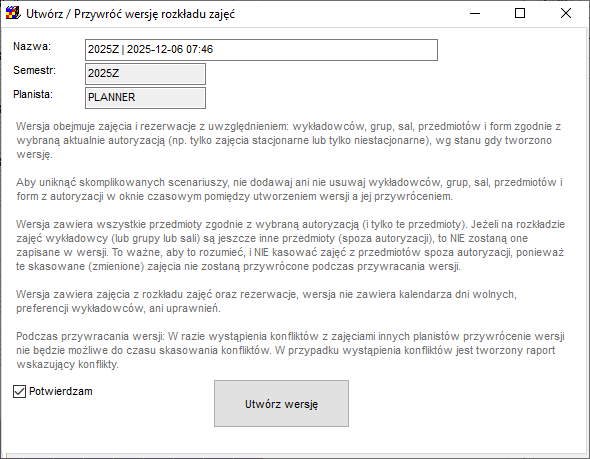 Utwórz / Przywróć wersję rozkładu zajęć
Nazwa: 2025Z | 2025-12-06 07:46
Semestr: 2025Z
Planista: PLANNER
Wersja obejmuje zajęcia i rezerwacje z uwzględnieniem: wykładowców, grup, sal, przedmiotów i form zgodnie z
wybraną aktualnie autoryzacją (np. tylko zajęcia stacjonarne lub tylko niestacjonarne), wg stanu gdy tworzono
wersję.
Aby uniknąć skomplikowanych scenariuszy, nie dodawaj ani nie usuwaj wykładowców, grup, sal, przedmiotów i
form z autoryzacji w oknie czasowym pomiędzy utworzeniem wersji a jej przywróceniem.
Wersja zawiera wszystkie przedmioty zgodnie z wybraną autoryzacją (i tylko te przedmioty). Jeżeli na rozkładzie
zajęć wykładowcy (lub grupy lub sali) są jeszcze inne przedmioty (spoza autoryzacji), to NIE zostaną one
zapisane w wersji. To ważne, aby to rozumieć, i NIE KASOWAĆ zajęć z przedmiotów spoza autoryzacji, ponieważ
te skasowane (zmienione) zajęcia nie zostaną przywrócone podczas przywracania wersji.
Wersja zawiera zajęcia z rozkładu zajęć oraz rezerwacje, wersja nie zawiera kalendarza dni wolnych,
preferencji wykładowców, ani uprawnień.
Podczas przywracania wersji: W razie wystąpienia konfliktów z zajęciami innych planistów przywrócenie wersji
nie będzie możliwe do czasu skasowania konfliktów. W przypadku wystąpienia konfliktów jest tworzony raport
wskazujący konflikty.
Potwierdzam
Utwórz wersję